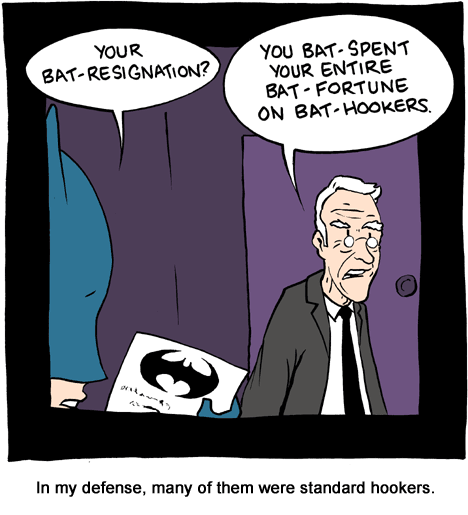 YOUR
BAT-RESIGNATION?
YOU BAT-SPENT
YOUR ENTIRE
BAT-FORTUNE
ON BAT-HOOKERS.
In my defense, many of them were standard hookers.